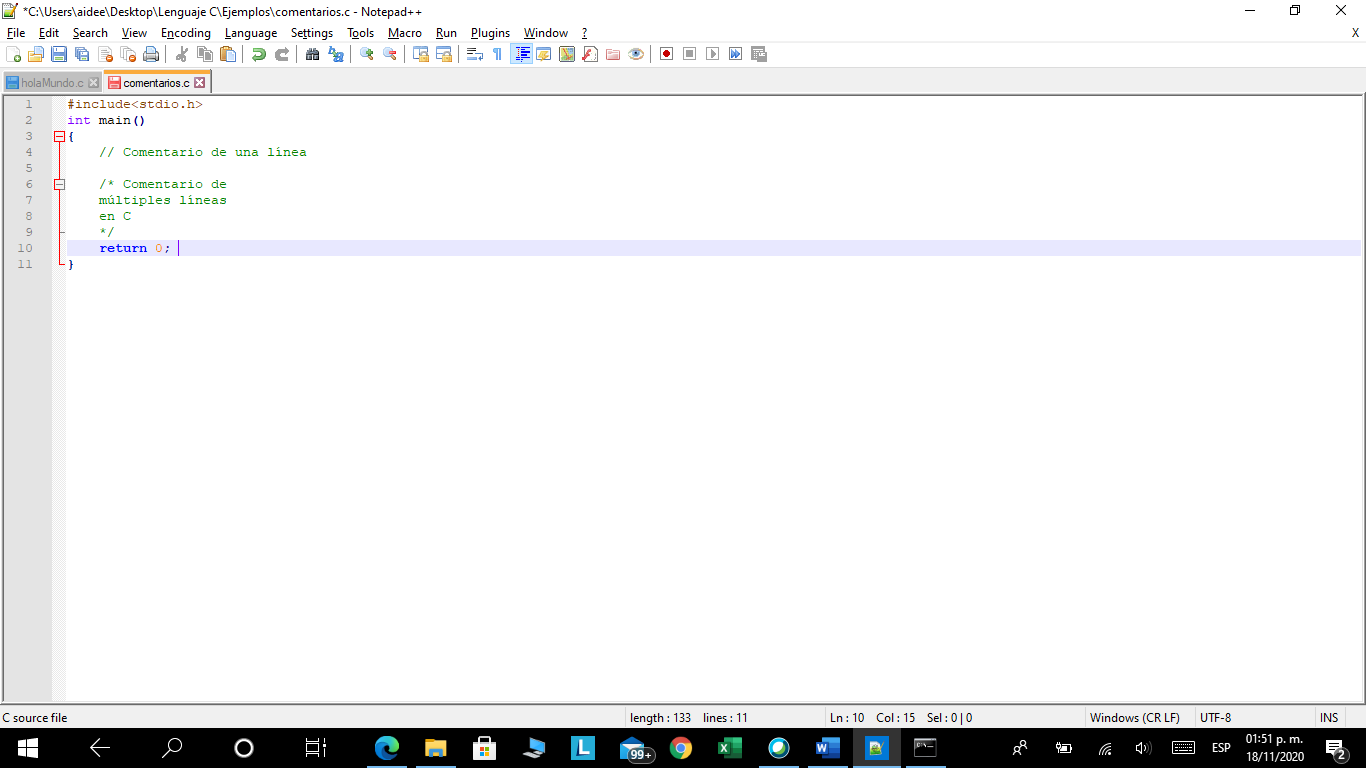 *C:\Users\aidee\Desktop\Lenguaje C\Ejemplos\comentarios.c - Notepad++
File Edit Search View Encoding Language Settings Tools Macro Run Plugins Window ? X
holaMundo.c comentarios.c
1 #include<stdio.h>
2 int main()
3 {
4 // Comentario de una línea
5
6 /* Comentario de
7 múltiples líneas
8 en C
9 */
10 return 0;
11 }
C source file length : 133 lines : 11 Ln : 10 Col : 15 Sel : 0 | 0 Windows (CR LF) UTF-8 INS
L 99+ ESP 01:51 p. m.
18/11/2020 2